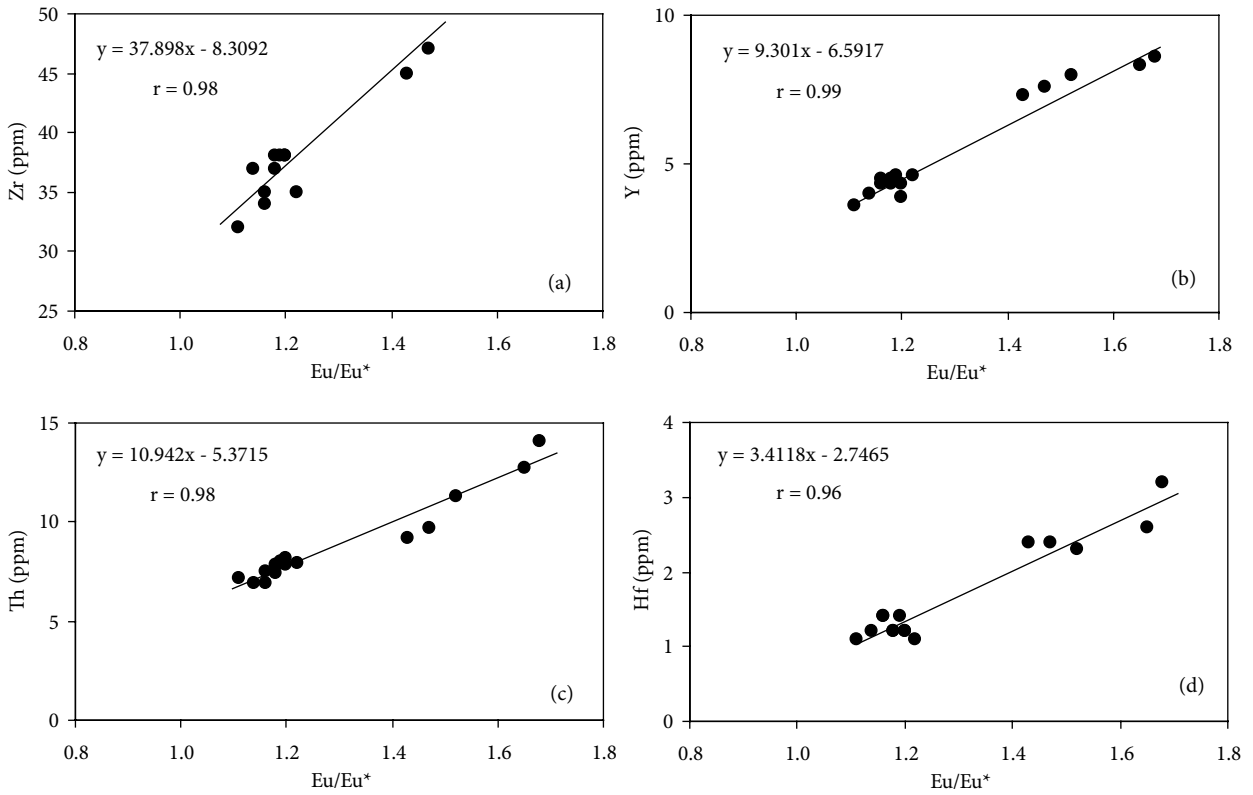 50
45
40
35
30
25
Zr (ppm)
y = 37.898x - 8.3092
r = 0.98
(a)
0.8 1.0 1.2 1.4 1.6 1.8
Eu/Eu*
10
5
0
Y (ppm)
y = 9.301x - 6.5917
r = 0.99
(b)
0.8 1.0 1.2 1.4 1.6 1.8
Eu/Eu*
15
10
5
0
Th (ppm)
y = 10.942x - 5.3715
r = 0.98
(c)
0.8 1.0 1.2 1.4 1.6 1.8
Eu/Eu*
4
3
2
1
0
Hf (ppm)
y = 3.4118x - 2.7465
r = 0.96
(d)
0.8 1.0 1.2 1.4 1.6 1.8
Eu/Eu*